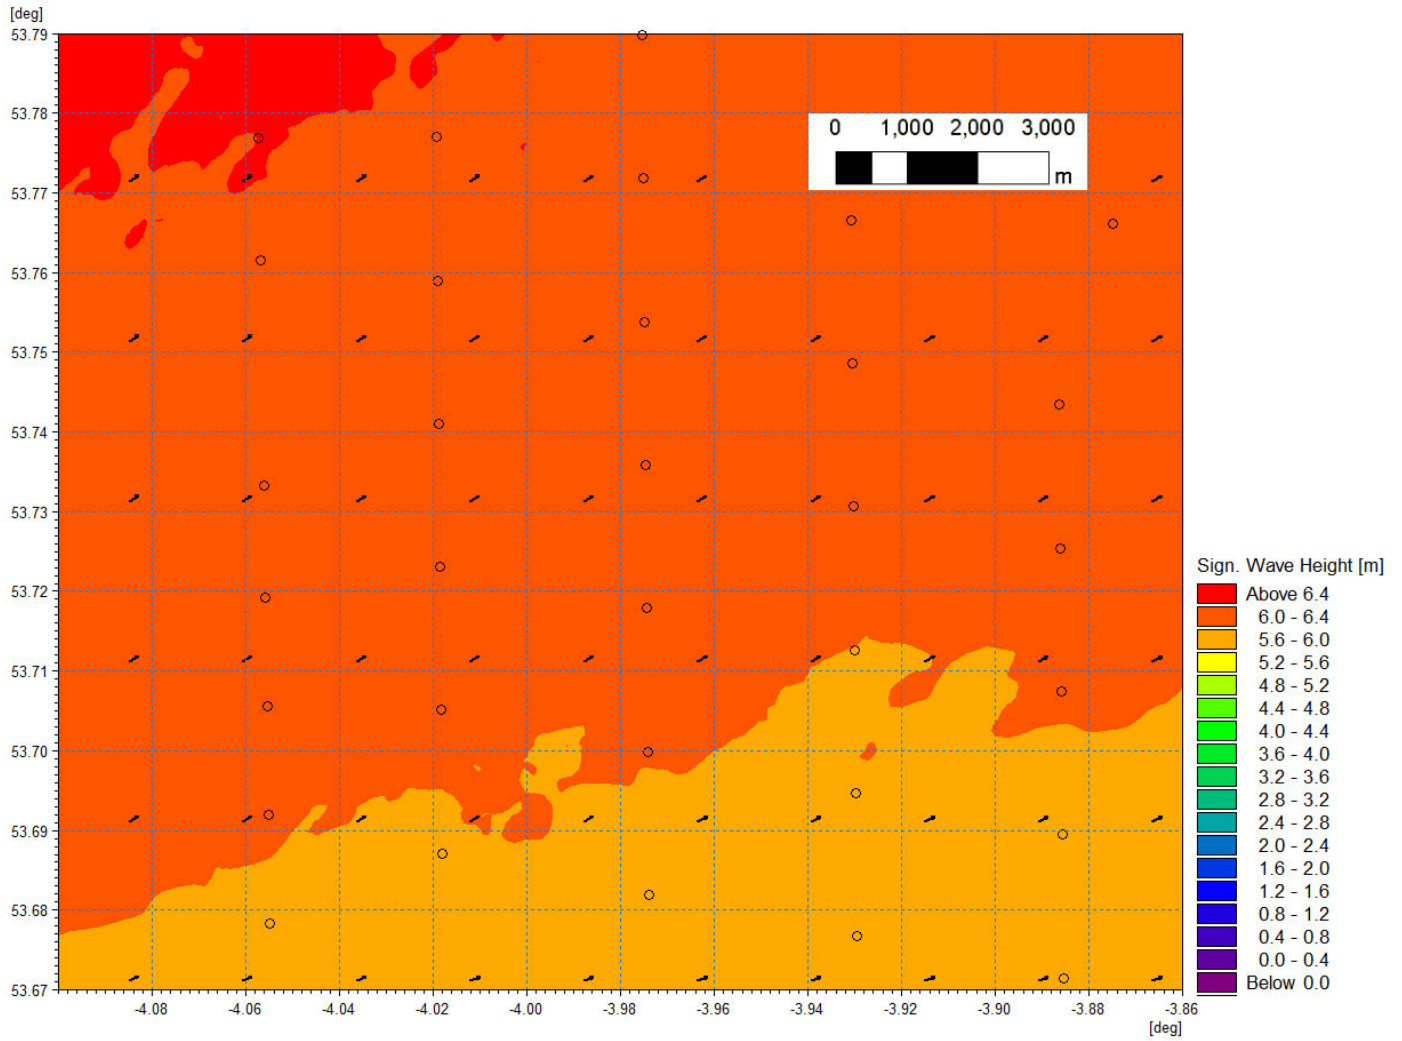 [deg]
53.79
53.78
53.77
53.76
53.75
53.74
53.73
53.72
53.71
53.70
53.69
53.68
53.67
0 1,000 2,000 3,000
m
-4.08 -4.06 -4.04 -4.02 -4.00 -3.98 -3.96 -3.94 -3.92 -3.90 -3.88 -3.86
[deg]
Sign. Wave Height [m]
Above 6.4
6.0 - 6.4
5.6 - 6.0
5.2 - 5.6
4.8 - 5.2
4.4 - 4.8
4.0 - 4.4
3.6 - 4.0
3.2 - 3.6
2.8 - 3.2
2.4 - 2.8
2.0 - 2.4
1.6 - 2.0
1.2 - 1.6
0.8 - 1.2
0.4 - 0.8
0.0 - 0.4
Below 0.0